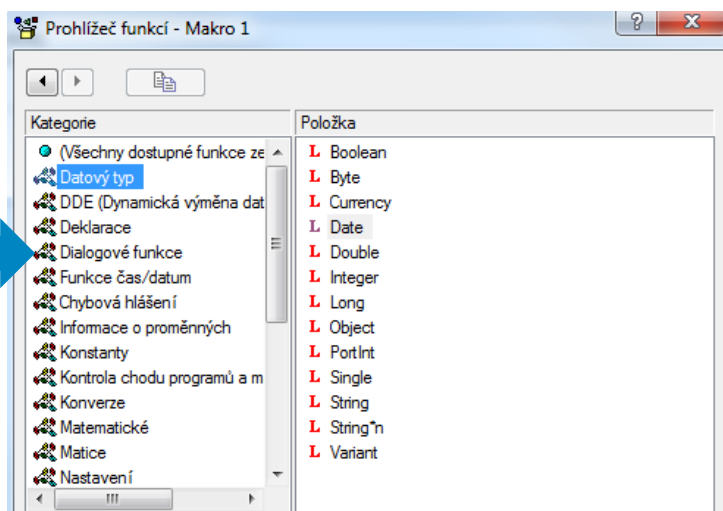 Prohlížeč funkcí - Makro 1
Kategorie
(Všechny dostupné funkce ze
Datový typ
DDE (Dynamická výměna dat
Deklarace
Dialogové funkce
Funkce čas/datum
Chybová hlášení
Informace o proměnných
Konstanty
Kontrola chodu programů a m
Konverze
Matematické
Matice
Nastavení
Položka
L Boolean
L Byte
L Currency
L Date
L Double
L Integer
L Long
L Object
L PortInt
L Single
L String
L String*n
L Variant